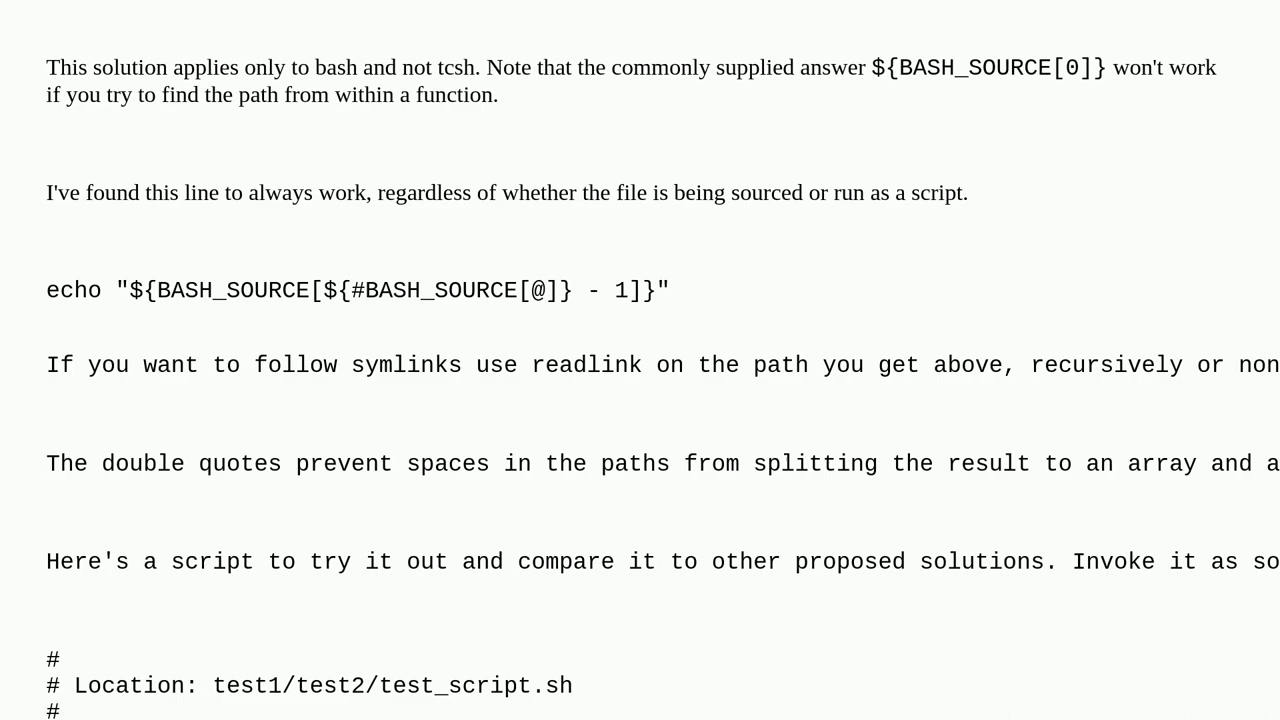 This solution applies only to bash and not tcsh. Note that the commonly supplied answer ${BASH_SOURCE[0]} won't work
if you try to find the path from within a function.
I've found this line to always work, regardless of whether the file is being sourced or run as a script.
echo "${BASH_SOURCE[${#BASH_SOURCE[@]} - 1]}"
If you want to follow symlinks use readlink on the path you get above, recursively or non
The double quotes prevent spaces in the paths from splitting the result to an array and a
Here's a script to try it out and compare it to other proposed solutions. Invoke it as so
#
# Location: test1/test2/test_script.sh
#